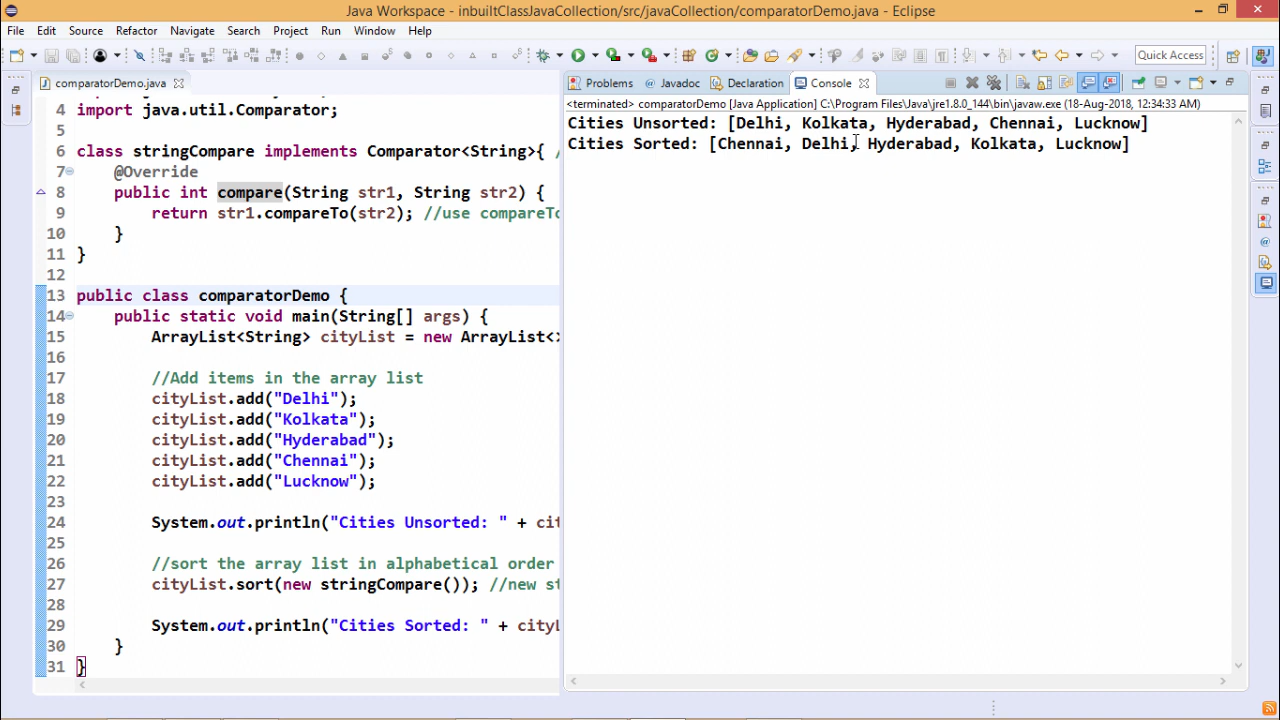 Java Workspace - inbuiltClassJavaCollection/src/javaCollection/comparatorDemo.java - Eclipse
File Edit Source Refactor Navigate Search Project Run Window Help
Quick Access
comparatorDemo.java
4 import java.util.Comparator;
5
6 class stringCompare implements Comparator<String>{ /
7 @Override
8 public int compare(String str1, String str2) {
9 return str1.compareTo(str2); //use compareTo
10 }
11 }
12
13 public class comparatorDemo {
14 public static void main(String[] args) {
15 ArrayList<String> cityList = new ArrayList<>
16
17 //Add items in the array list
18 cityList.add("Delhi");
19 cityList.add("Kolkata");
20 cityList.add("Hyderabad");
21 cityList.add("Chennai");
22 cityList.add("Lucknow");
23
24 System.out.println("Cities Unsorted: " + cit
25
26 //sort the array list in alphabetical order
27 cityList.sort(new stringCompare()); //new st
28
29 System.out.println("Cities Sorted: " + cityL
30 }
31 }
Problems Javadoc Declaration Console
<terminated> comparatorDemo [Java Application] C:\Program Files\Java\jre1.8.0_144\bin\javaw.exe (18-Aug-2018, 12:34:33 AM)
Cities Unsorted: [Delhi, Kolkata, Hyderabad, Chennai, Lucknow]
Cities Sorted: [Chennai, Delhi, Hyderabad, Kolkata, Lucknow]